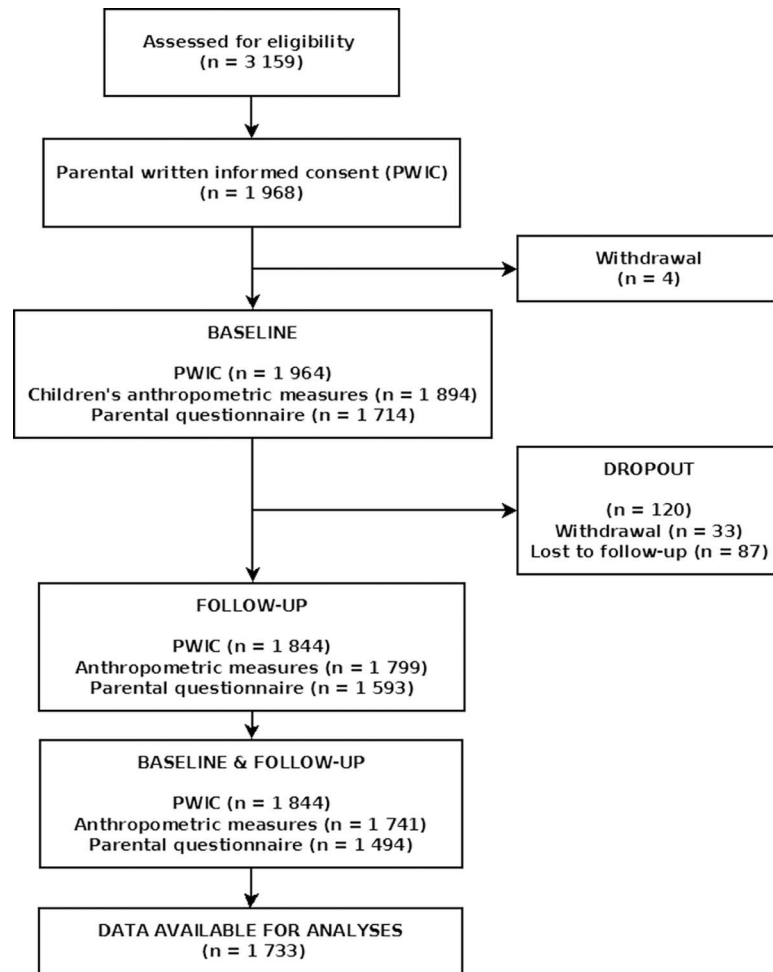 Assessed for eligibility
(n = 3 159)
Parental written informed consent (PWIC)
(n = 1 968)
Withdrawal
(n = 4)
BASELINE
PWIC (n = 1 964)
Children's anthropometric measures (n = 1 894)
Parental questionnaire (n = 1 714)
DROPOUT
(n = 120)
Withdrawal (n = 33)
Lost to follow-up (n = 87)
FOLLOW-UP
PWIC (n = 1 844)
Anthropometric measures (n = 1 799)
Parental questionnaire (n = 1 593)
BASELINE & FOLLOW-UP
PWIC (n = 1 844)
Anthropometric measures (n = 1 741)
Parental questionnaire (n = 1 494)
DATA AVAILABLE FOR ANALYSES
(n = 1 733)